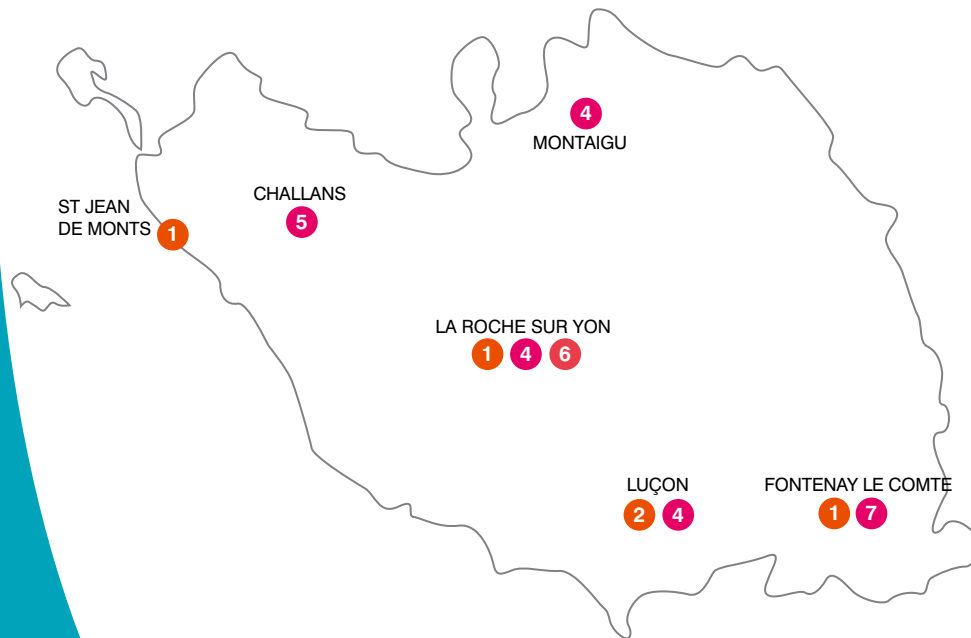 4
MONTAIGU
CHALLANS
5
ST JEAN
DE MONTS 1
LA ROCHE SUR YON
1 4 6
LUÇON
2 4
FONTENAY LE COMTE
1 7